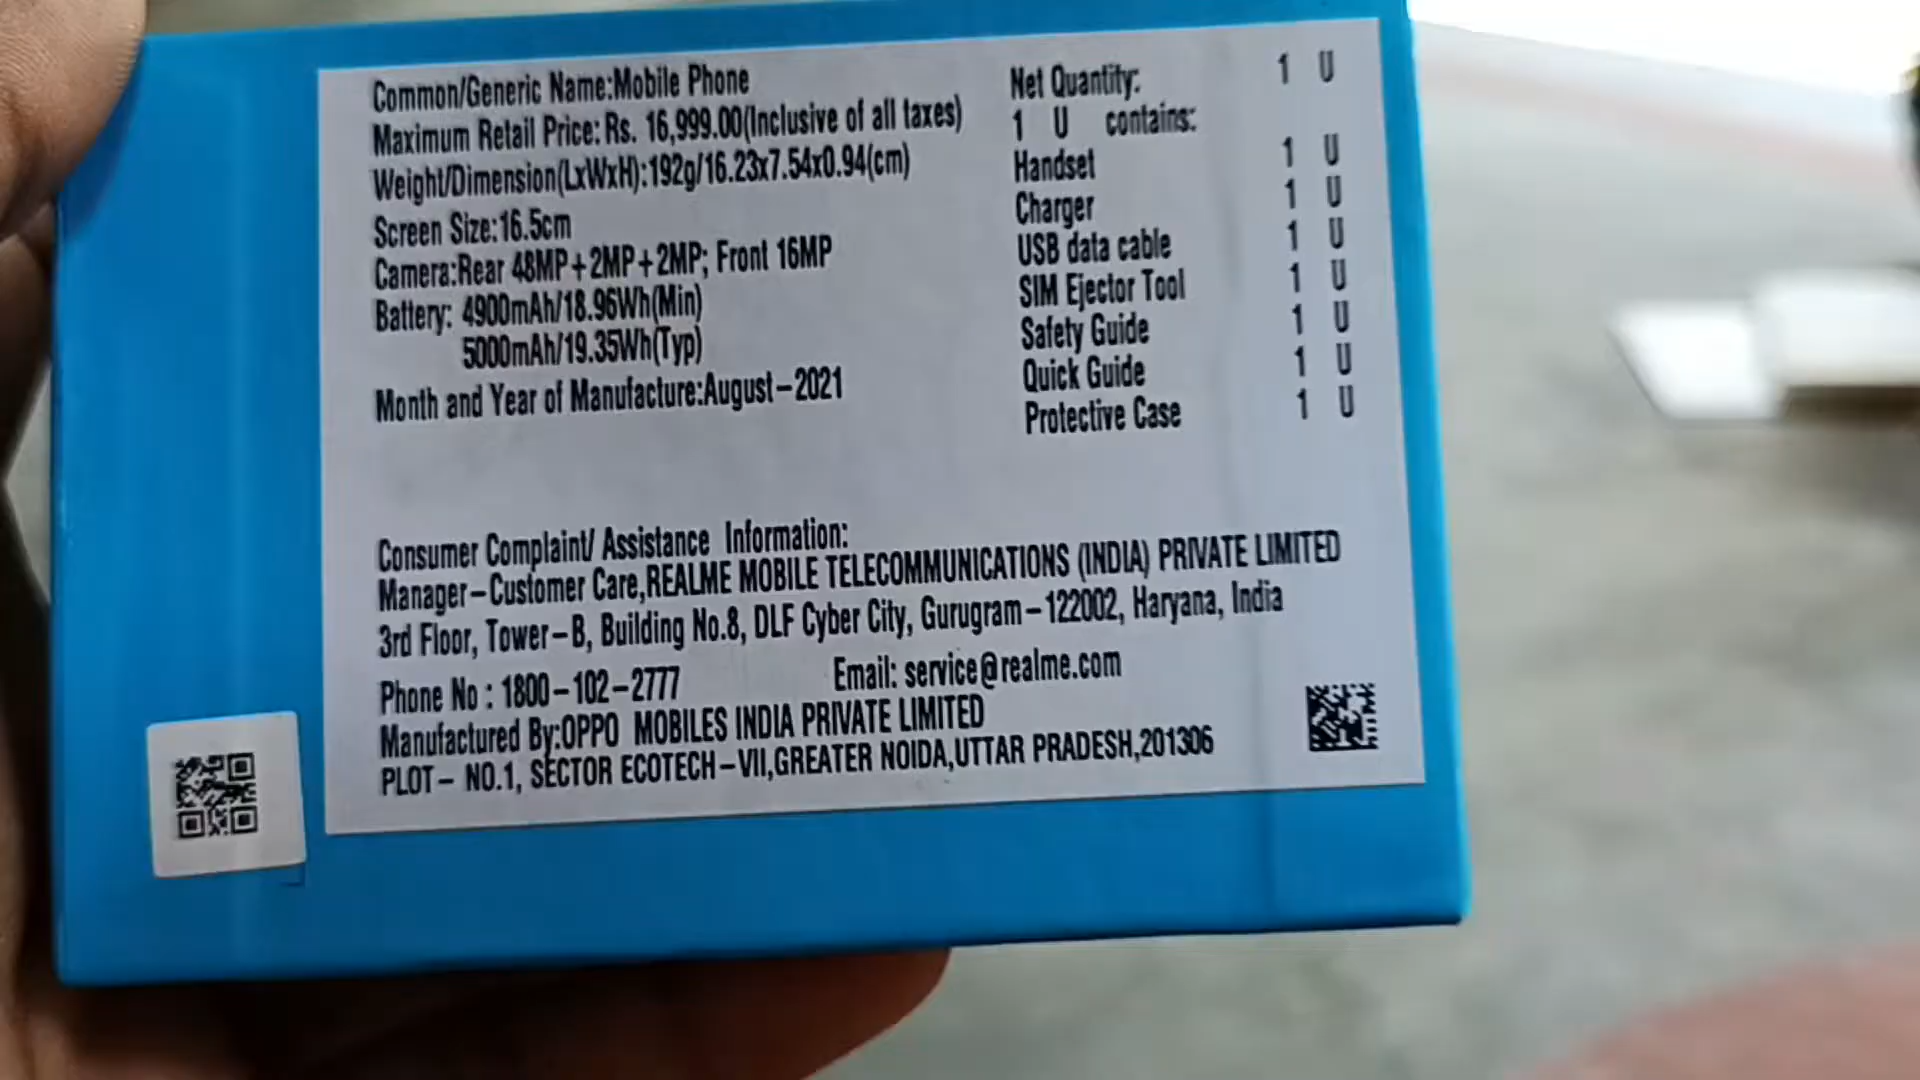 Common/Generic Name:Mobile Phone
Maximum Retail Price: Rs. 16,999.00(Inclusive of all taxes)
Weight/Dimension(LxWxH):192g/16.23x7.54x0.94(cm)
Screen Size:16.5cm
Camera:Rear 48MP+2MP+2MP; Front 16MP
Battery: 4900mAh/18.96Wh(Min)
5000mAh/19.35Wh(Typ)
Month and Year of Manufacture:August-2021
Net Quantity: 1 U
1 U contains:
Handset 1 U
Charger 1 U
USB data cable 1 U
SIM Ejector Tool 1 U
Safety Guide 1 U
Quick Guide 1 U
Protective Case 1 U
Consumer Complaint/ Assistance Information:
Manager-Customer Care,REALME MOBILE TELECOMMUNICATIONS (INDIA) PRIVATE LIMITED
3rd Floor, Tower-B, Building No.8, DLF Cyber City, Gurugram-122002, Haryana, India
Phone No : 1800-102-2777 Email: service@realme.com
Manufactured By:OPPO MOBILES INDIA PRIVATE LIMITED
PLOT- NO.1, SECTOR ECOTECH-VII,GREATER NOIDA,UTTAR PRADESH,201306